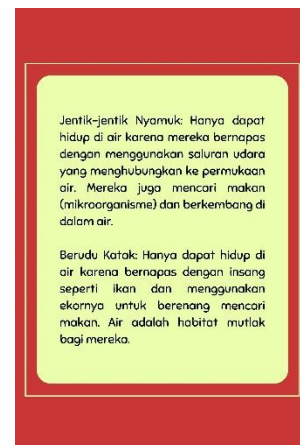 Jentik-jentik Nyamuk: Hanya dapat
hidup di air karena mereka bernapas
dengan menggunakan saluran udara
yang menghubungkan ke permukaan
air. Mereka juga mencari makan
(mikroorganisme) dan berkembang di
dalam air.
Berudu Katak: Hanya dapat hidup di
air karena bernapas dengan insang
seperti ikan dan menggunakan
ekornya untuk berenang mencari
makan. Air adalah habitat mutlak
bagi mereka.